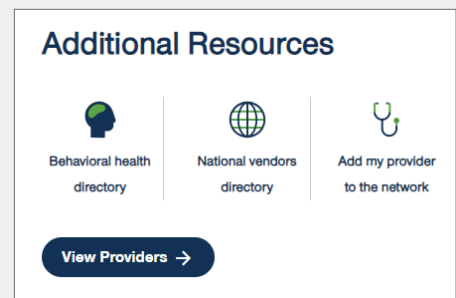 Additional Resources
Behavioral health
directory
National vendors
directory
Add my provider
to the network
View Providers